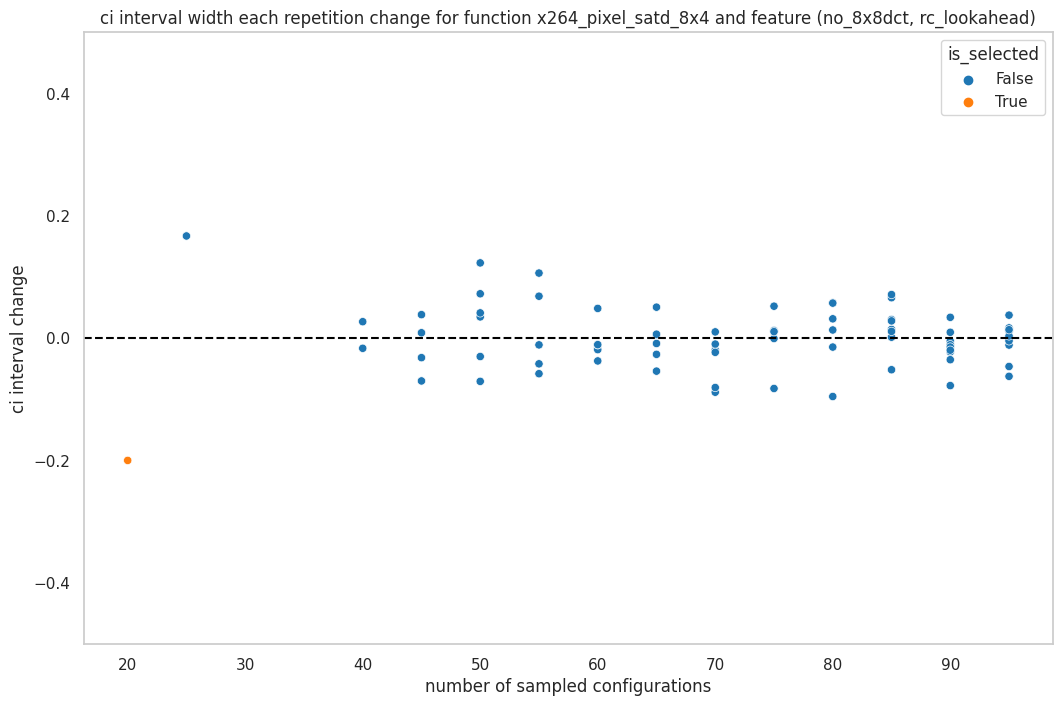 ci interval width each repetition change for function x264_pixel_satd_8x4 and feature (no_8x8dct, rc_lookahead)
is_selected
False
True
ci interval change
0.4
0.2
0.0
−0.2
−0.4
20 30 40 50 60 70 80 90
number of sampled configurations